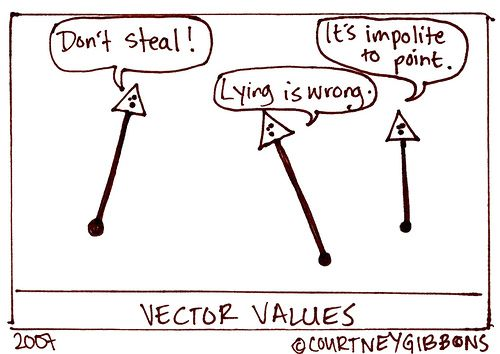 Don't steal!
It's impolite
to point.
Lying is wrong.
VECTOR VALUES
2007
©COURTNEYGIBBONS